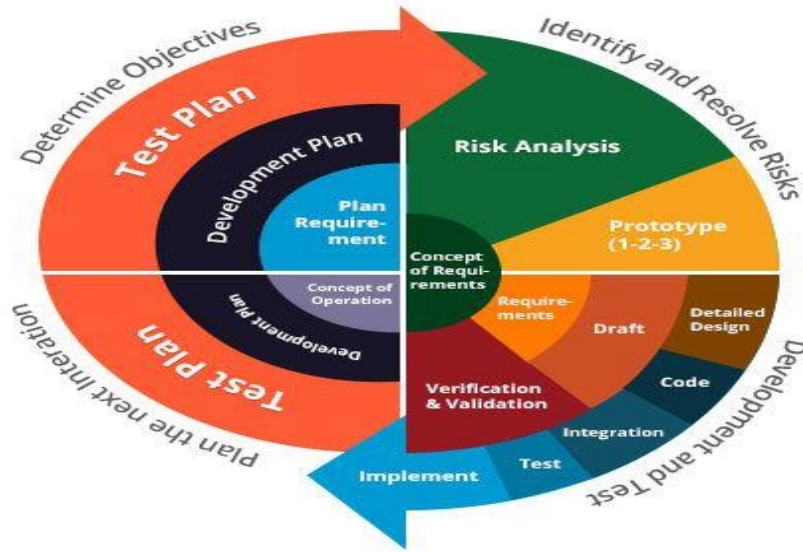 Determine Objectives
Identify and Resolve Risks
Test Plan
Development Plan
Plan
Require-
ment
Risk Analysis
Prototype
(1-2-3)
Concept
of Requi-
rements
Concept of
Operation
Development Plan
Test Plan
Plan the next Interation
Require-
ments
Draft
Detailed
Design
Verification
& Validation
Code
Integration
Test
Implement
Development and Test